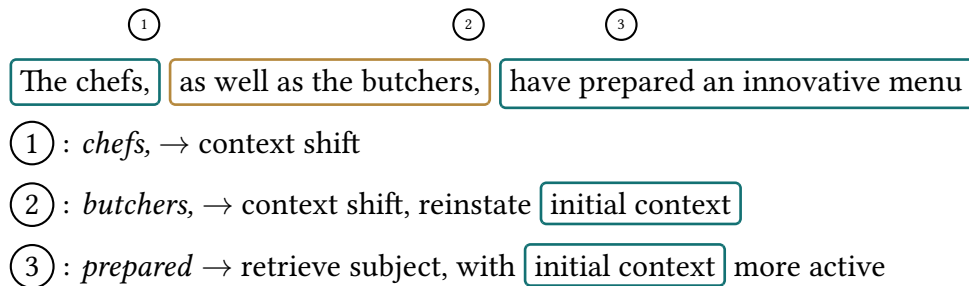 ① ② ③
The chefs, as well as the butchers, have prepared an innovative menu
① : chefs, → context shift
② : butchers, → context shift, reinstate initial context
③ : prepared → retrieve subject, with initial context more active